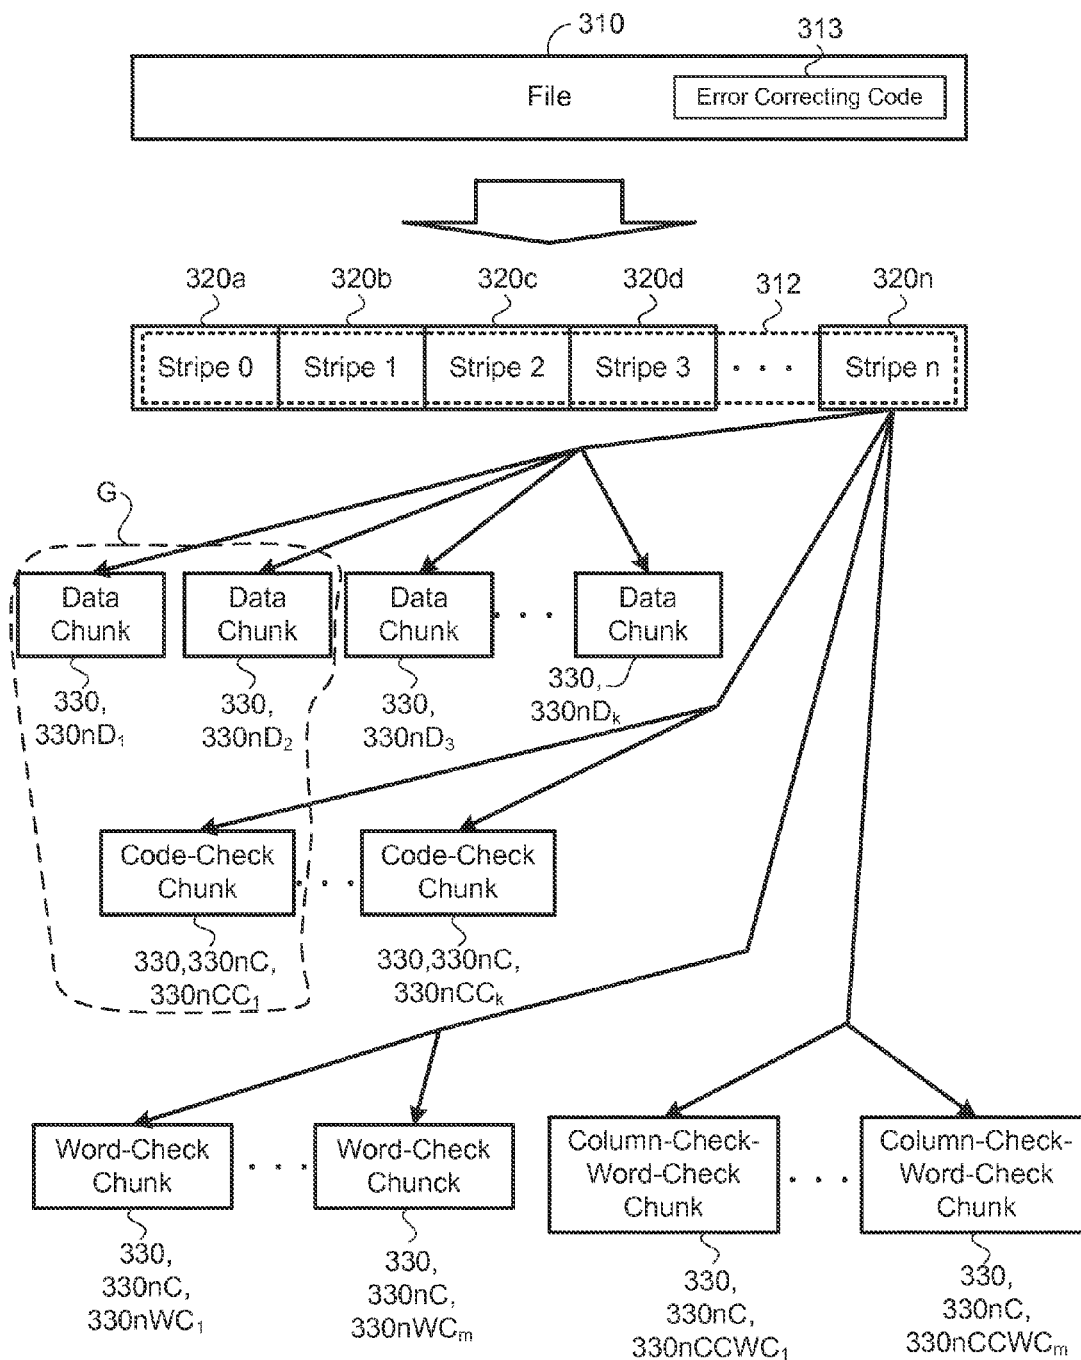 310
313
File
Error Correcting Code
320a
320b
320c
320d
312
320n
Stripe 0
Stripe 1
Stripe 2
Stripe 3
. . .
Stripe n
G
Data
Chunk
Data
Chunk
Data
Chunk
. . .
Data
Chunk
330,
330nD₁
330,
330nD₂
330,
330nD₃
330,
330nDₖ
Code-Check
Chunk
. . .
Code-Check
Chunk
330,330nC,
330nCC₁
330,330nC,
330nCCₖ
Word-Check
Chunk
. . .
Word-Check
Chunck
Column-Check-
Word-Check
Chunk
. . .
Column-Check-
Word-Check
Chunk
330,
330nC,
330nWC₁
330,
330nC,
330nWCₘ
330,
330nC,
330nCCWC₁
330,
330nC,
330nCCWCₘ